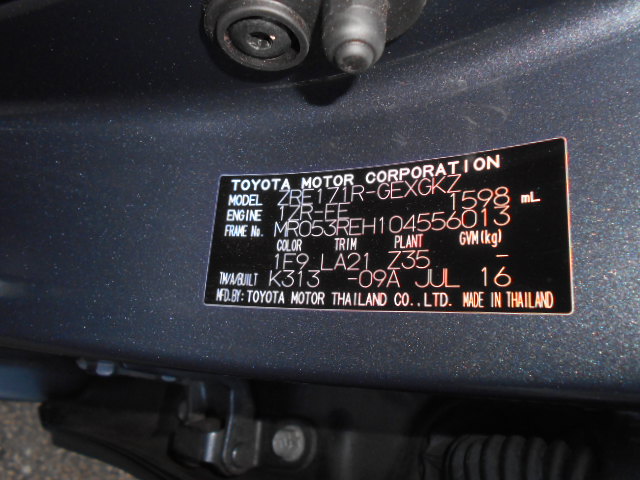 TOYOTA MOTOR CORPORATION
MODEL ZRE171R-GEXGKZ
ENGINE 1ZR-FE 1598 mL
FRAME No. MR053REH104556013
COLOR TRIM PLANT GVM(kg)
1F9 LA21 Z35 -
TM/A/BUILT K313 -09A JUL 16
MFD.BY: TOYOTA MOTOR THAILAND CO.,LTD. MADE IN THAILAND